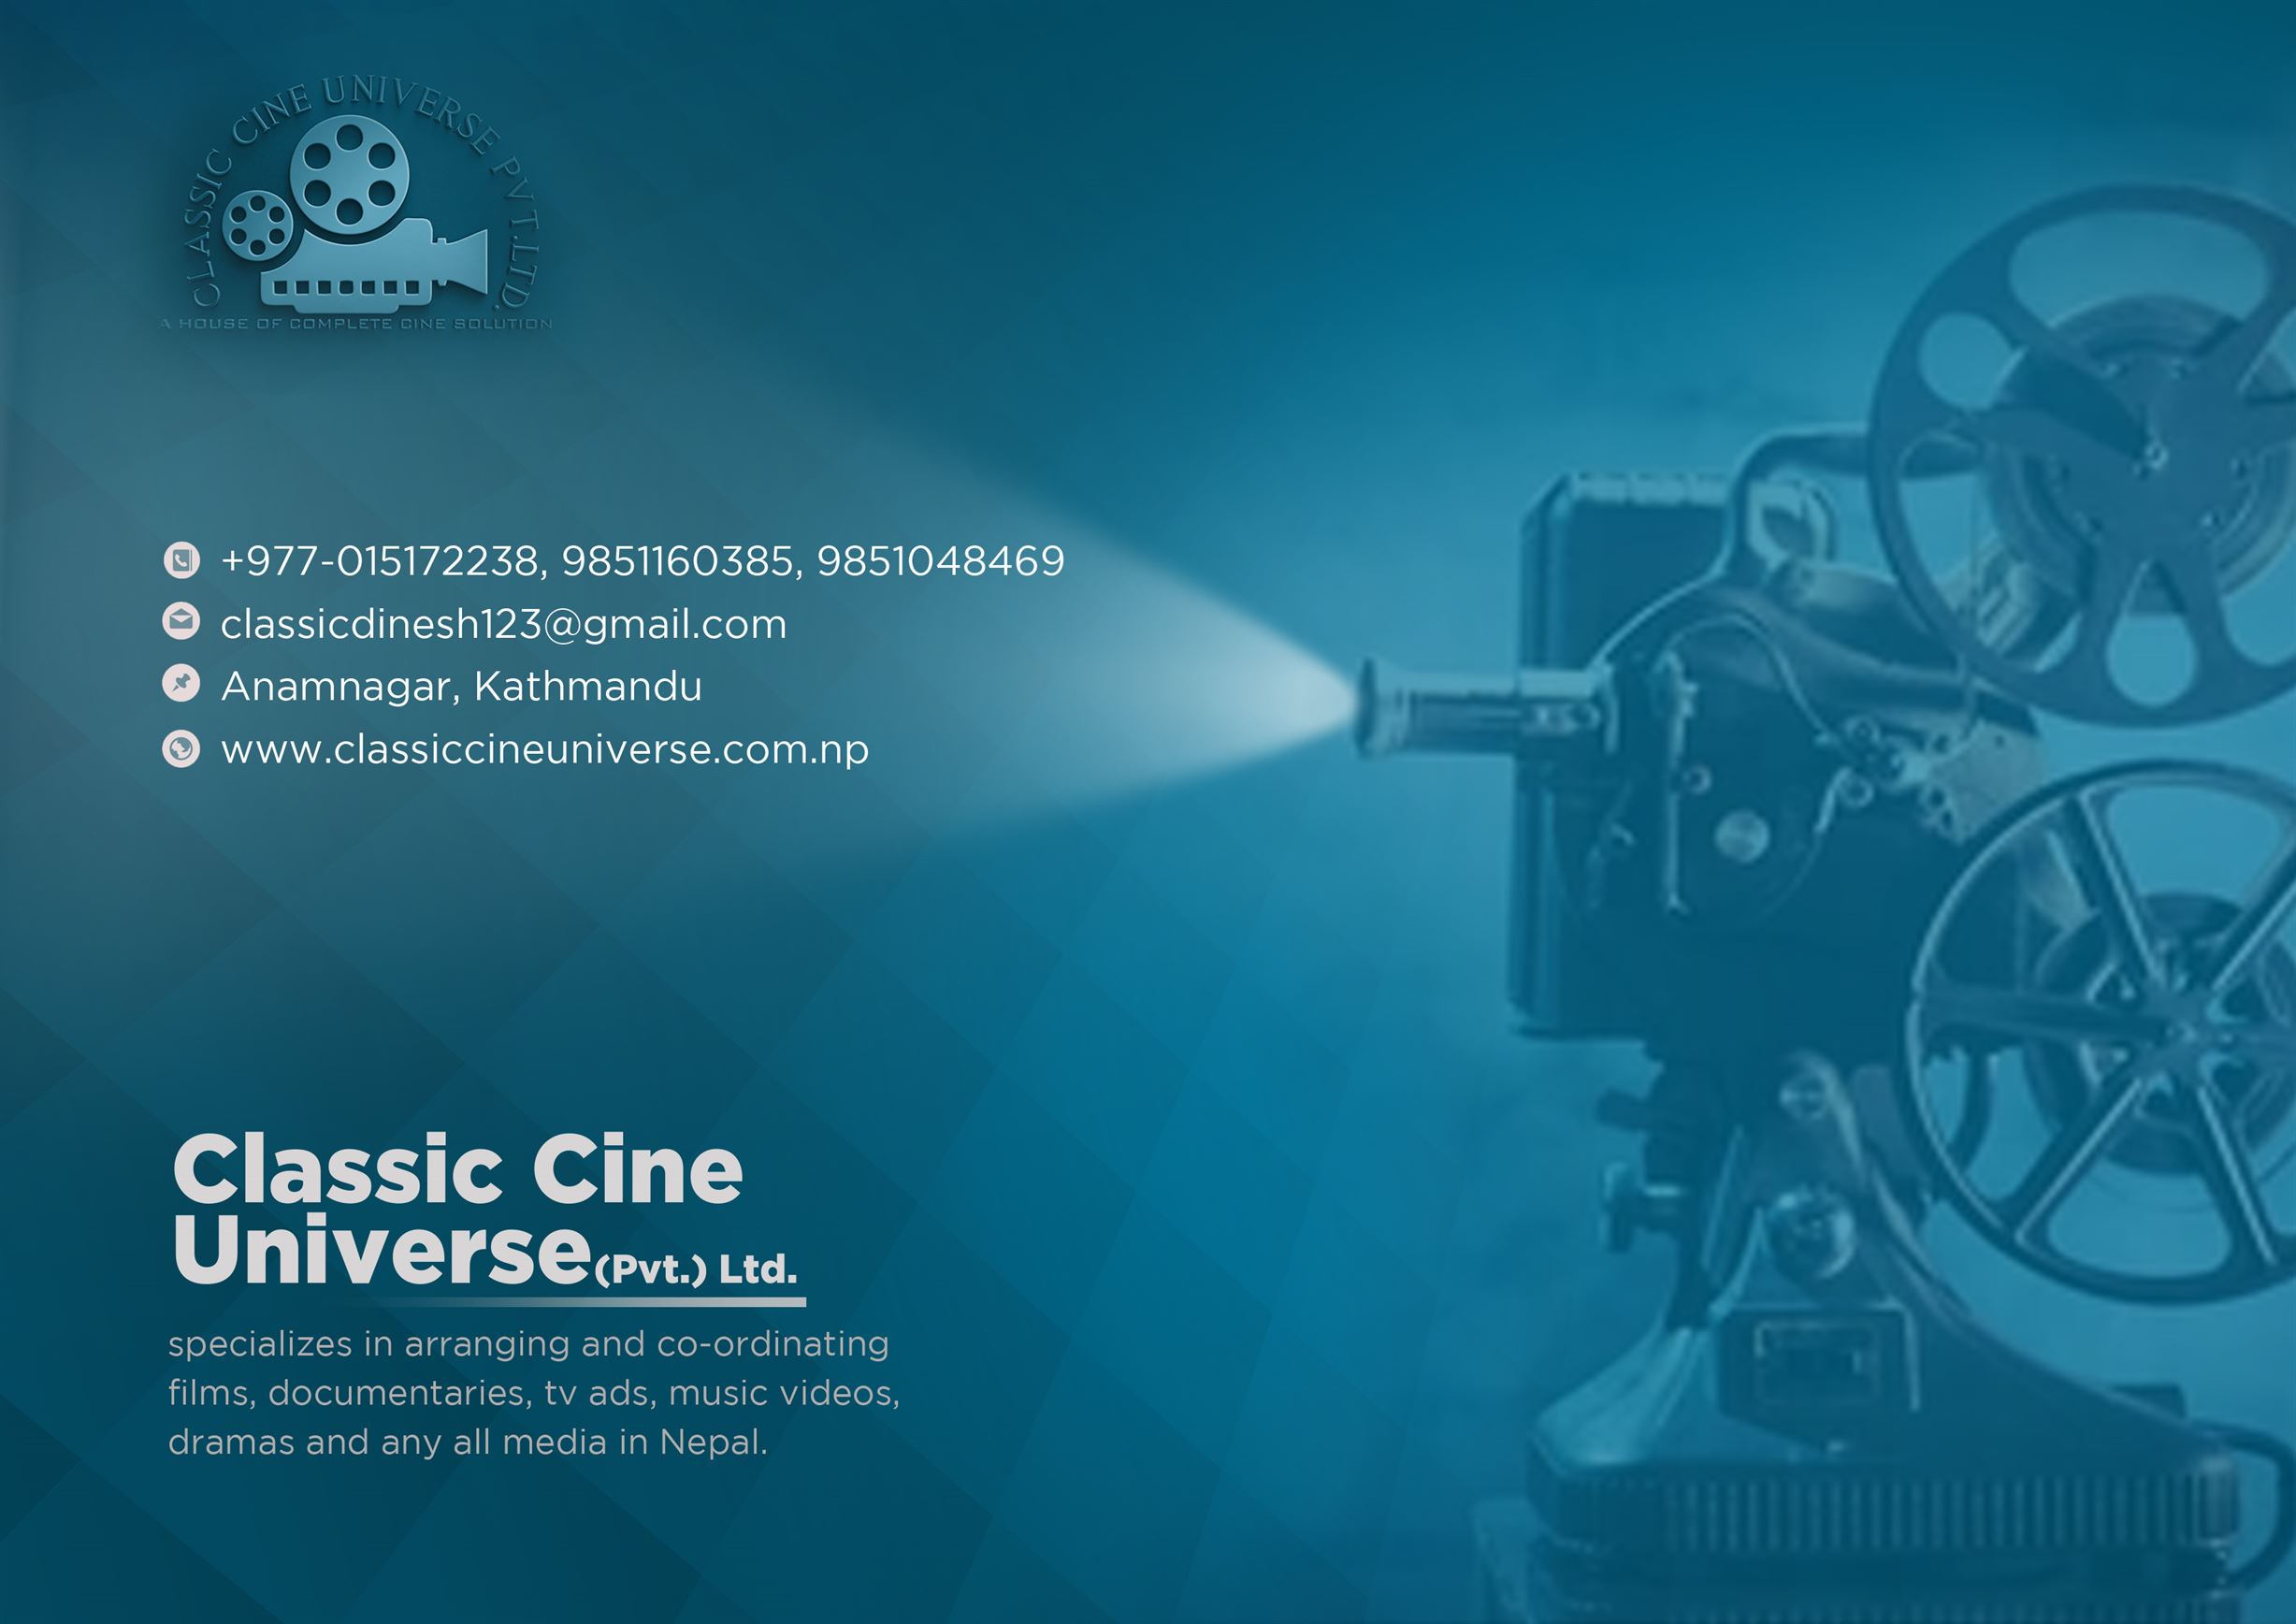 CLASSIC CINE UNIVERSE PVT.LTD.
A HOUSE OF COMPLETE CINE SOLUTION
+977-015172238, 9851160385, 9851048469
classicdinesh123@gmail.com
Anamnagar, Kathmandu
www.classiccineuniverse.com.np
Classic Cine
Universe(Pvt.) Ltd.
specializes in arranging and co-ordinating
films, documentaries, tv ads, music videos,
dramas and any all media in Nepal.